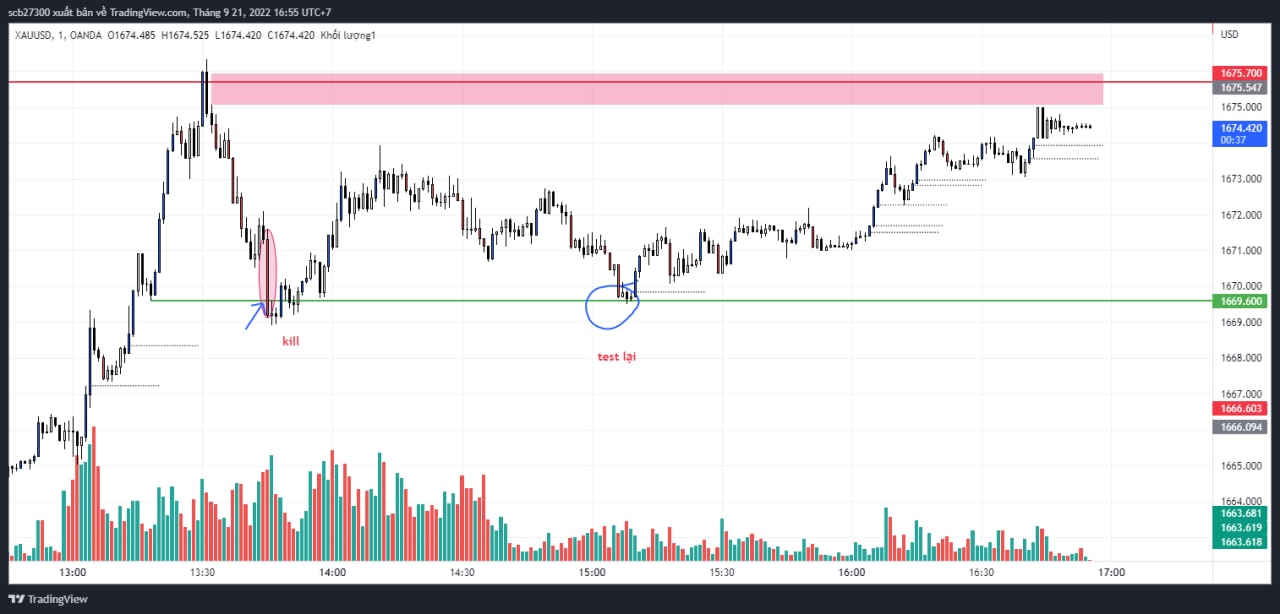 scb27300 xuất bản về TradingView.com, Tháng 9 21, 2022 16:55 UTC+7
XAUUSD, 1, OANDA O1674.485 H1674.525 L1674.420 C1674.420 Khối lượng1
USD
1675.700
1675.547
1675.000
1674.420
00:37
1673.000
1672.000
1671.000
1670.000
1669.600
1669.000
kill
test lại
1668.000
1667.000
1666.603
1666.094
1665.000
1664.000
1663.681
1663.619
1663.618
13:00 13:30 14:00 14:30 15:00 15:30 16:00 16:30 17:00
TradingView